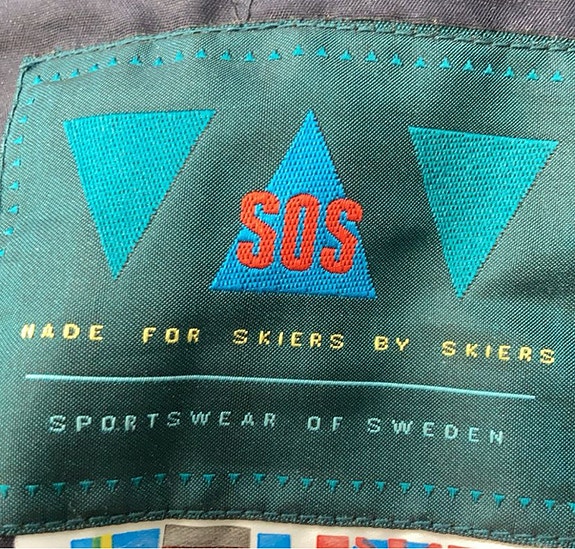 SOS
MADE FOR SKIERS BY SKIERS
SPORTSWEAR OF SWEDEN